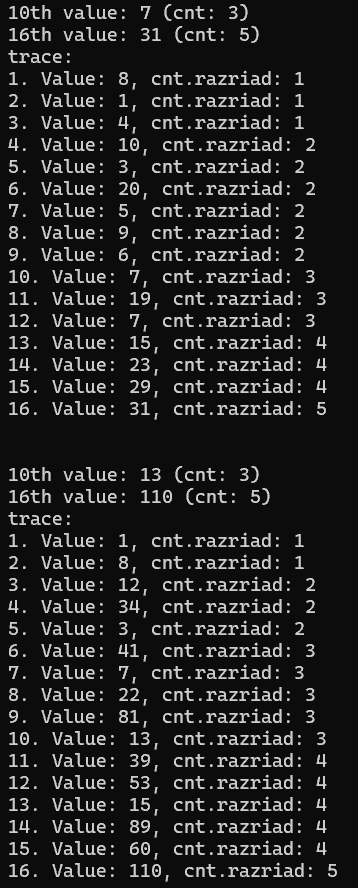 10th value: 7 (cnt: 3)
16th value: 31 (cnt: 5)
trace:
1. Value: 8, cnt.razriad: 1
2. Value: 1, cnt.razriad: 1
3. Value: 4, cnt.razriad: 1
4. Value: 10, cnt.razriad: 2
5. Value: 3, cnt.razriad: 2
6. Value: 20, cnt.razriad: 2
7. Value: 5, cnt.razriad: 2
8. Value: 9, cnt.razriad: 2
9. Value: 6, cnt.razriad: 2
10. Value: 7, cnt.razriad: 3
11. Value: 19, cnt.razriad: 3
12. Value: 7, cnt.razriad: 3
13. Value: 15, cnt.razriad: 4
14. Value: 23, cnt.razriad: 4
15. Value: 29, cnt.razriad: 4
16. Value: 31, cnt.razriad: 5
10th value: 13 (cnt: 3)
16th value: 110 (cnt: 5)
trace:
1. Value: 1, cnt.razriad: 1
2. Value: 8, cnt.razriad: 1
3. Value: 12, cnt.razriad: 2
4. Value: 34, cnt.razriad: 2
5. Value: 3, cnt.razriad: 2
6. Value: 41, cnt.razriad: 3
7. Value: 7, cnt.razriad: 3
8. Value: 22, cnt.razriad: 3
9. Value: 81, cnt.razriad: 3
10. Value: 13, cnt.razriad: 3
11. Value: 39, cnt.razriad: 4
12. Value: 53, cnt.razriad: 4
13. Value: 15, cnt.razriad: 4
14. Value: 89, cnt.razriad: 4
15. Value: 60, cnt.razriad: 4
16. Value: 110, cnt.razriad: 5